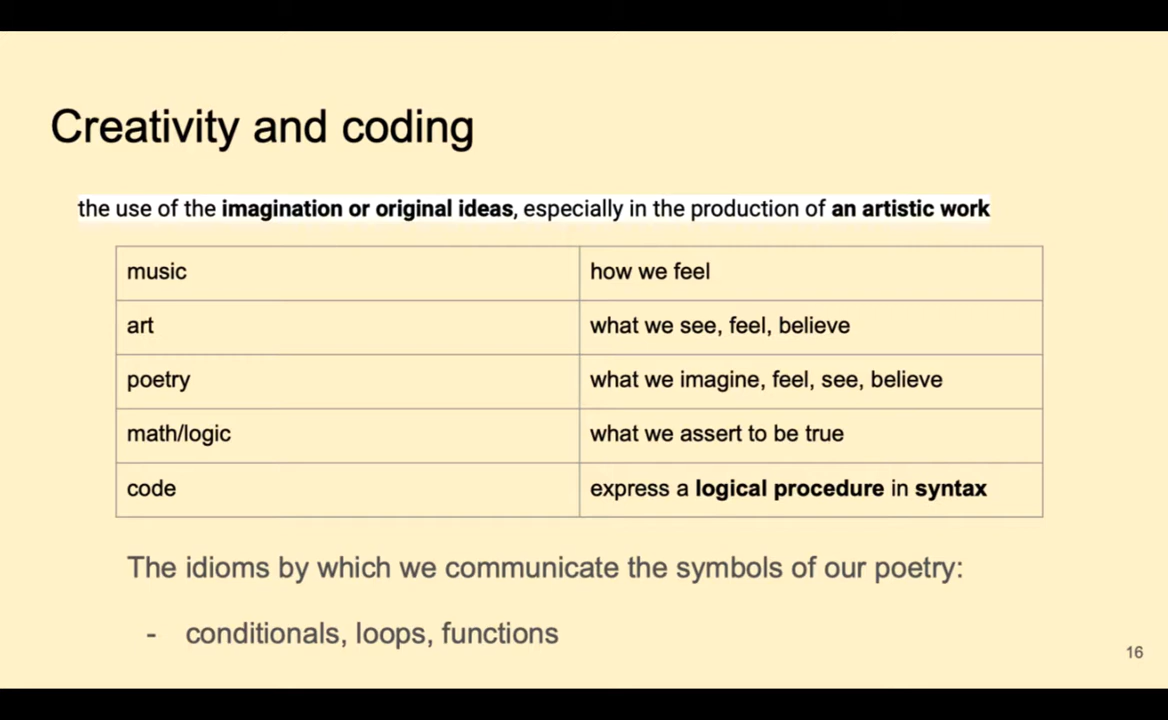 Creativity and coding
the use of the imagination or original ideas, especially in the production of an artistic work
music how we feel
art what we see, feel, believe
poetry what we imagine, feel, see, believe
math/logic what we assert to be true
code express a logical procedure in syntax
The idioms by which we communicate the symbols of our poetry:
- conditionals, loops, functions
16